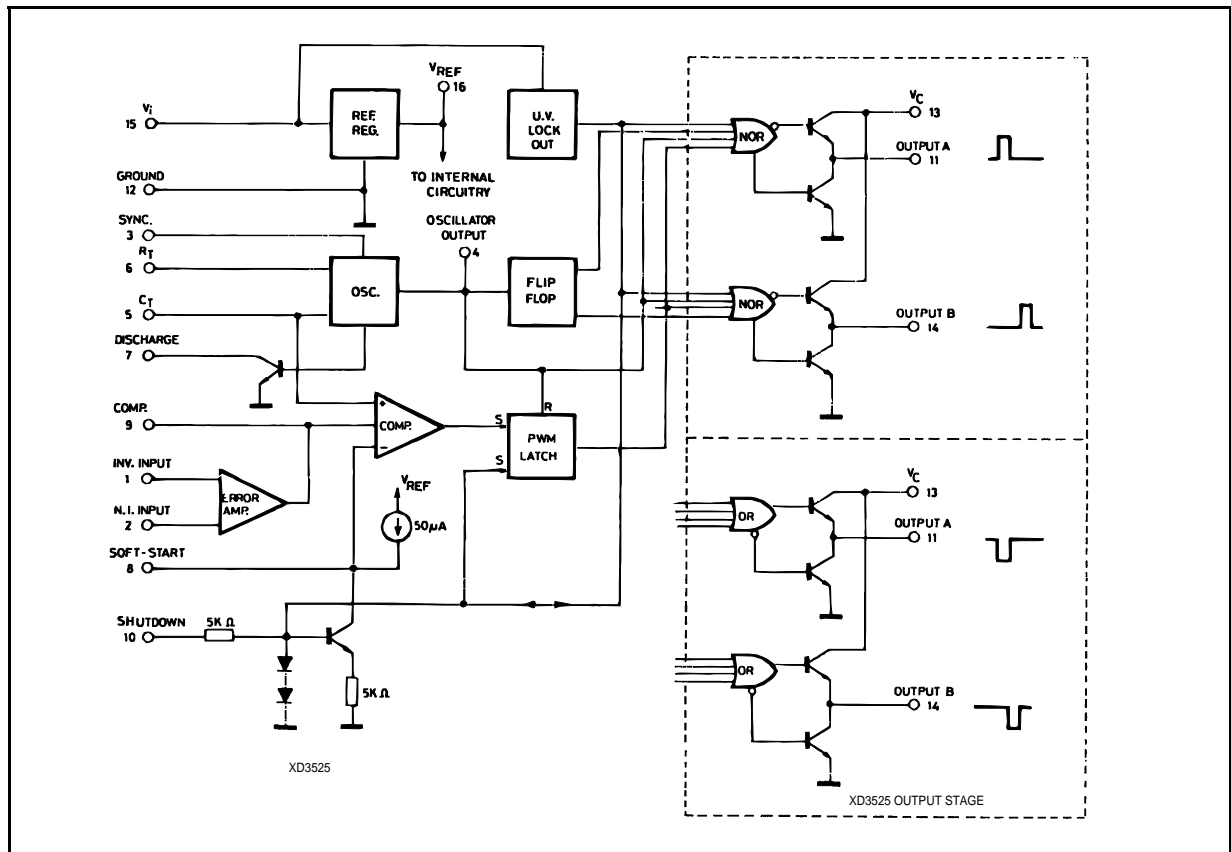 Vi
15
REF.
REG.
VREF
16
TO INTERNAL
CIRCUITRY
U.V.
LOCK
OUT
GROUND
12
SYNC.
3
RT
6
CT
5
DISCHARGE
7
OSC.
OSCILLATOR
OUTPUT
4
FLIP
FLOP
COMP.
9
INV. INPUT
1
N.I. INPUT
2
ERROR
AMP.
+
COMP.
−
S
R
S
PWM
LATCH
VREF
50µA
SOFT-START
8
SHUTDOWN
10
5KΩ
5KΩ
XD3525
NOR
VC
13
OUTPUT A
11
NOR
OUTPUT B
14
OR
VC
13
OUTPUT A
11
OR
OUTPUT B
14
XD3525 OUTPUT STAGE